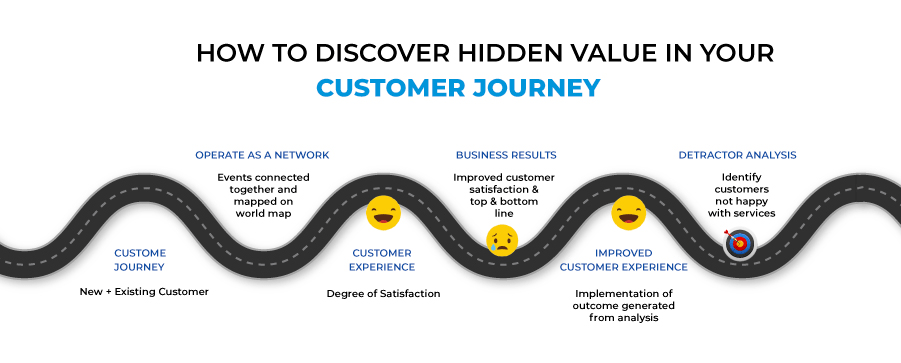 HOW TO DISCOVER HIDDEN VALUE IN YOUR
CUSTOMER JOURNEY
OPERATE AS A NETWORK
Events connected
together and
mapped on
world map
BUSINESS RESULTS
Improved customer
satisfaction &
top & bottom
line
DETRACTOR ANALYSIS
Identify
customers
not happy
with services
CUSTOME
JOURNEY
New + Existing Customer
CUSTOMER
EXPERIENCE
Degree of Satisfaction
IMPROVED
CUSTOMER EXPERIENCE
Implementation of
outcome generated
from analysis